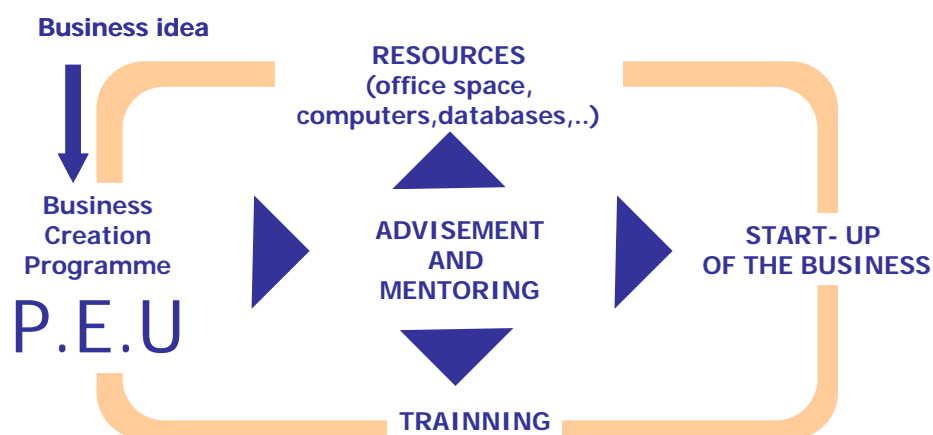 Business idea
RESOURCES
(office space,
computers,databases,..)
Business
Creation
Programme
P.E.U
ADVISEMENT
AND
MENTORING
START- UP
OF THE BUSINESS
TRAINNING